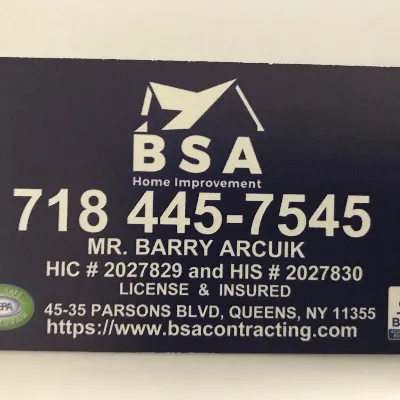 BSA
Home Improvement
718 445-7545
MR. BARRY ARCUIK
HIC # 2027829 and HIS # 2027830
LICENSE & INSURED
45-35 PARSONS BLVD, QUEENS, NY 11355
https://www.bsacontracting.com
EPA